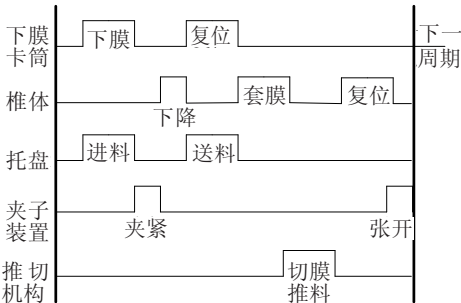 下膜
卡筒
下膜
复位
下一
周期
椎体
下降
套膜
复位
托盘
进料
送料
夹子
装置
夹紧
张开
推 切
机构
切膜
推料